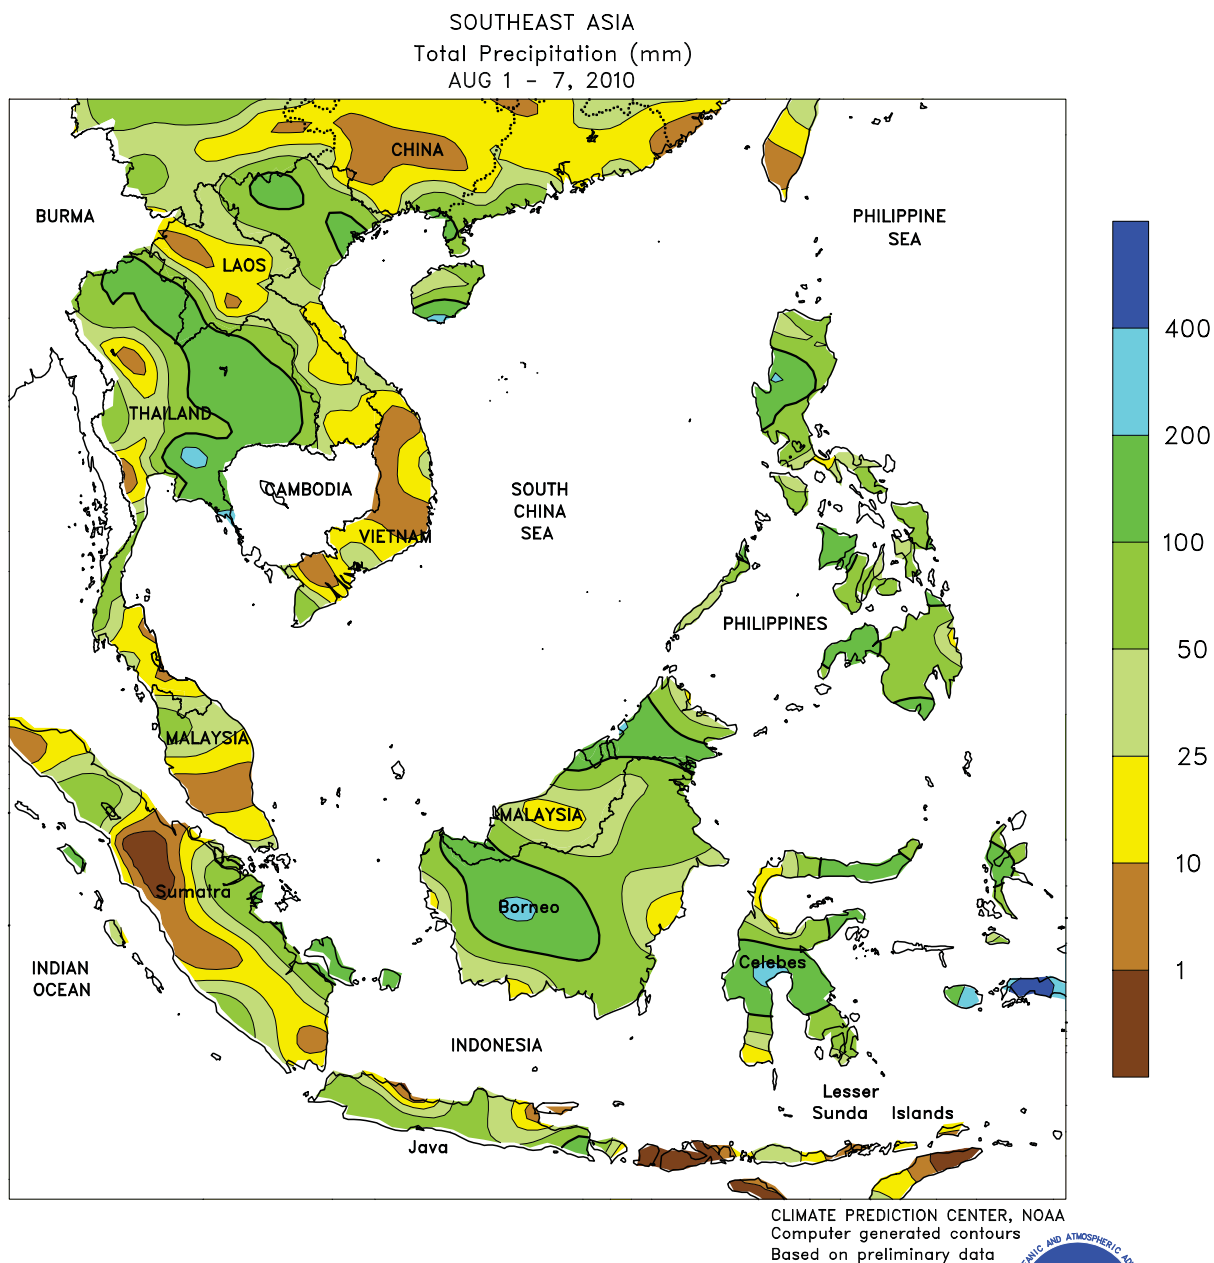 SOUTHEAST ASIA
Total Precipitation (mm)
AUG 1 - 7, 2010
CHINA
BURMA
PHILIPPINE
SEA
LAOS
400
THAILAND
200
CAMBODIA
SOUTH
CHINA
SEA
VIETNAM
100
PHILIPPINES
50
MALAYSIA
25
MALAYSIA
10
Sumatra
Borneo
Celebes
1
INDIAN
OCEAN
INDONESIA
Lesser
Sunda Islands
Java
CLIMATE PREDICTION CENTER, NOAA
Computer generated contours
Based on preliminary data
AND ATMOSPHERIC